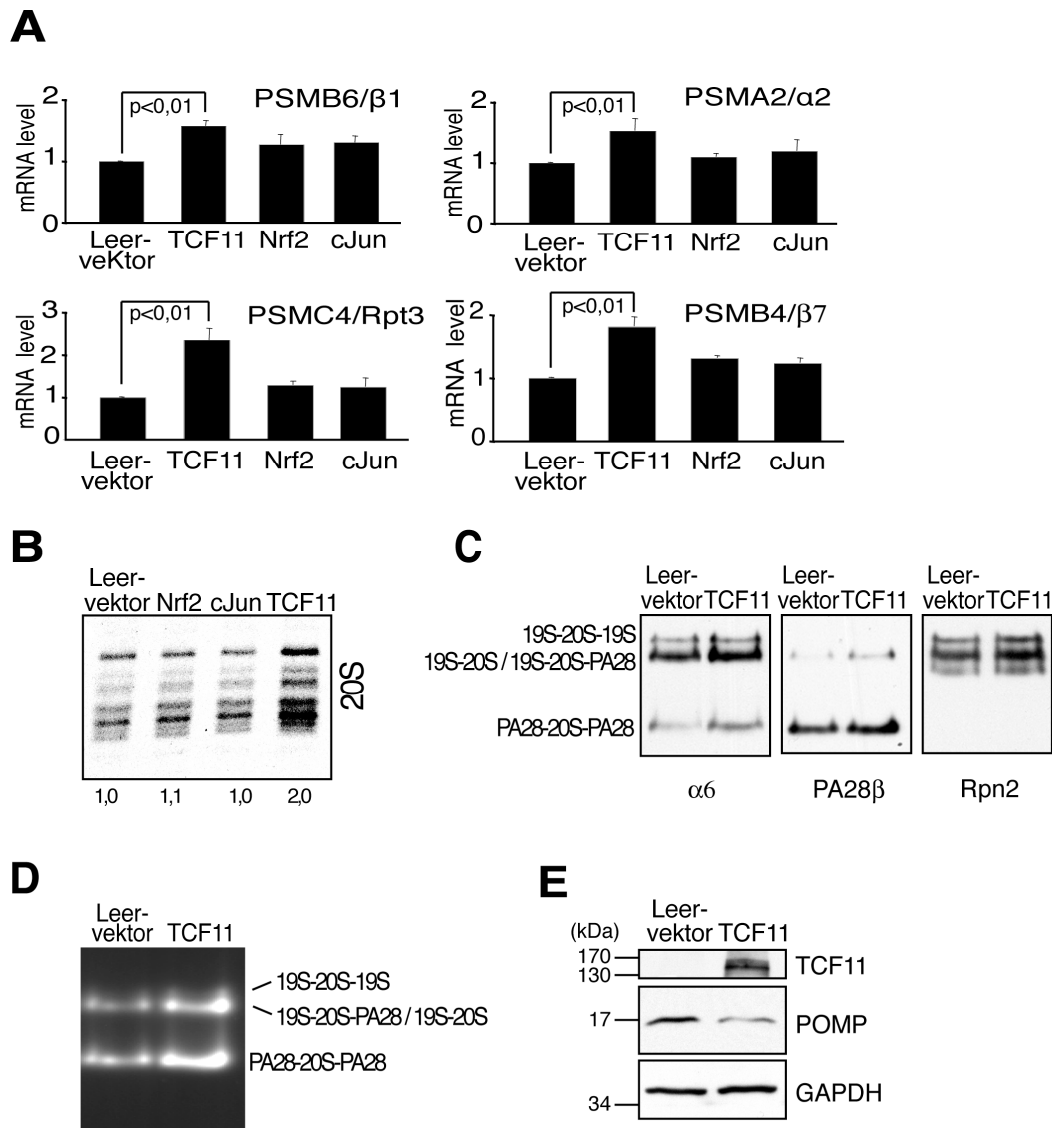 A
PSMB6/β1
p<0,01
mRNA level
2
1
0
Leer-
veKtor
TCF11
Nrf2
cJun
PSMA2/α2
p<0,01
mRNA level
2
1
0
Leer-
vektor
TCF11
Nrf2
cJun
PSMC4/Rpt3
p<0,01
mRNA level
3
2
1
0
Leer-
vektor
TCF11
Nrf2
cJun
PSMB4/β7
p<0,01
mRNA level
2
1
0
Leer-
vektor
TCF11
Nrf2
cJun
B
Leer-
vektor Nrf2 cJun TCF11
20S
1,0 1,1 1,0 2,0
C
Leer-
vektor TCF11
Leer-
vektor TCF11
Leer-
vektor TCF11
19S-20S-19S
19S-20S / 19S-20S-PA28
PA28-20S-PA28
α6
PA28β
Rpn2
D
Leer-
vektor TCF11
19S-20S-19S
19S-20S-PA28 / 19S-20S
PA28-20S-PA28
E
Leer-
(kDa) vektor TCF11
170
130
TCF11
17
POMP
GAPDH
34